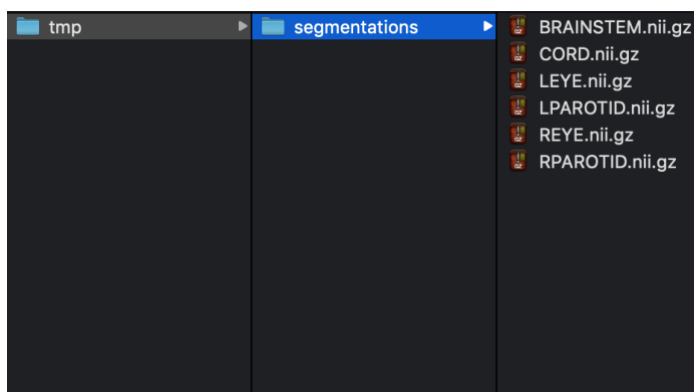 tmp
segmentations
BRAINSTEM.nii.gz
CORD.nii.gz
LEYE.nii.gz
LPAROTID.nii.gz
REYE.nii.gz
RPAROTID.nii.gz